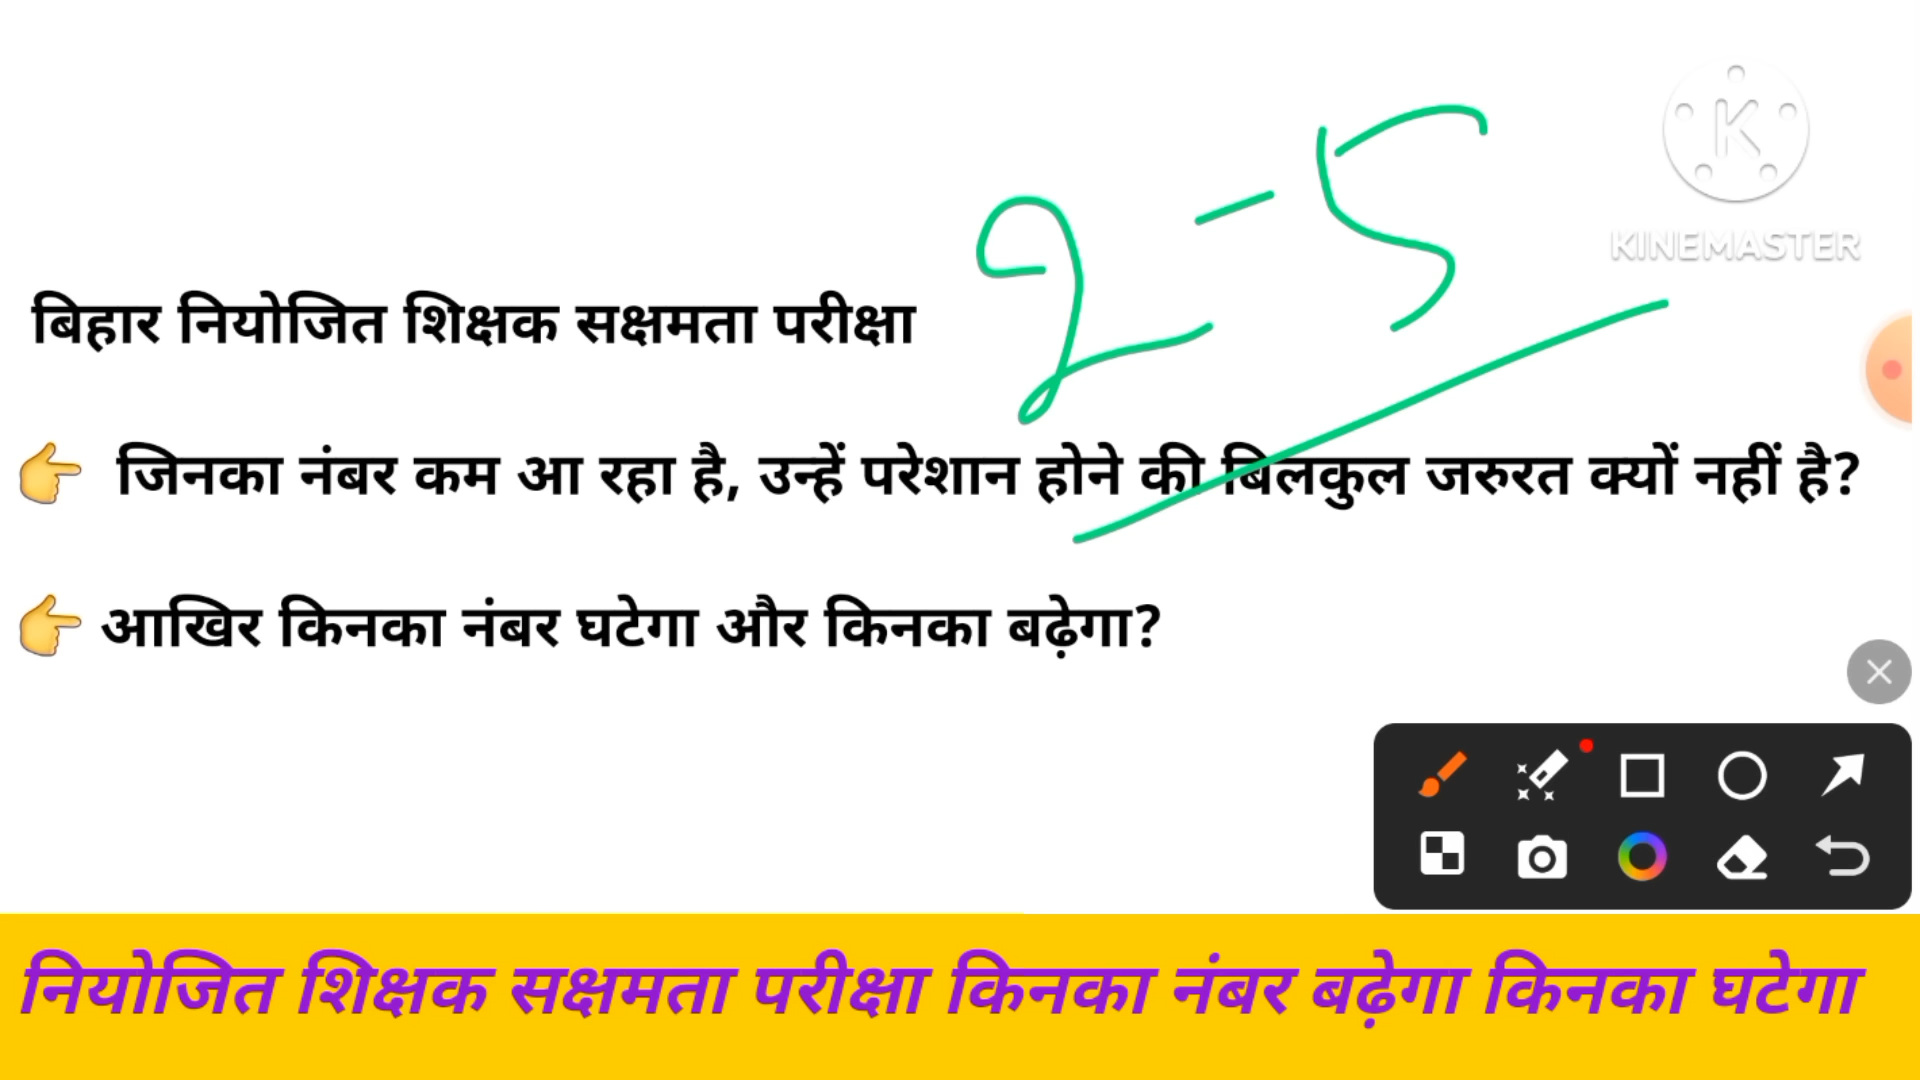 2-5
KINEMASTER
बिहार नियोजित शिक्षक सक्षमता परीक्षा
👉 जिनका नंबर कम आ रहा है, उन्हें परेशान होने की बिलकुल जरुरत क्यों नहीं है?
👉 आखिर किनका नंबर घटेगा और किनका बढ़ेगा?
नियोजित शिक्षक सक्षमता परीक्षा किनका नंबर बढ़ेगा किनका घटेगा